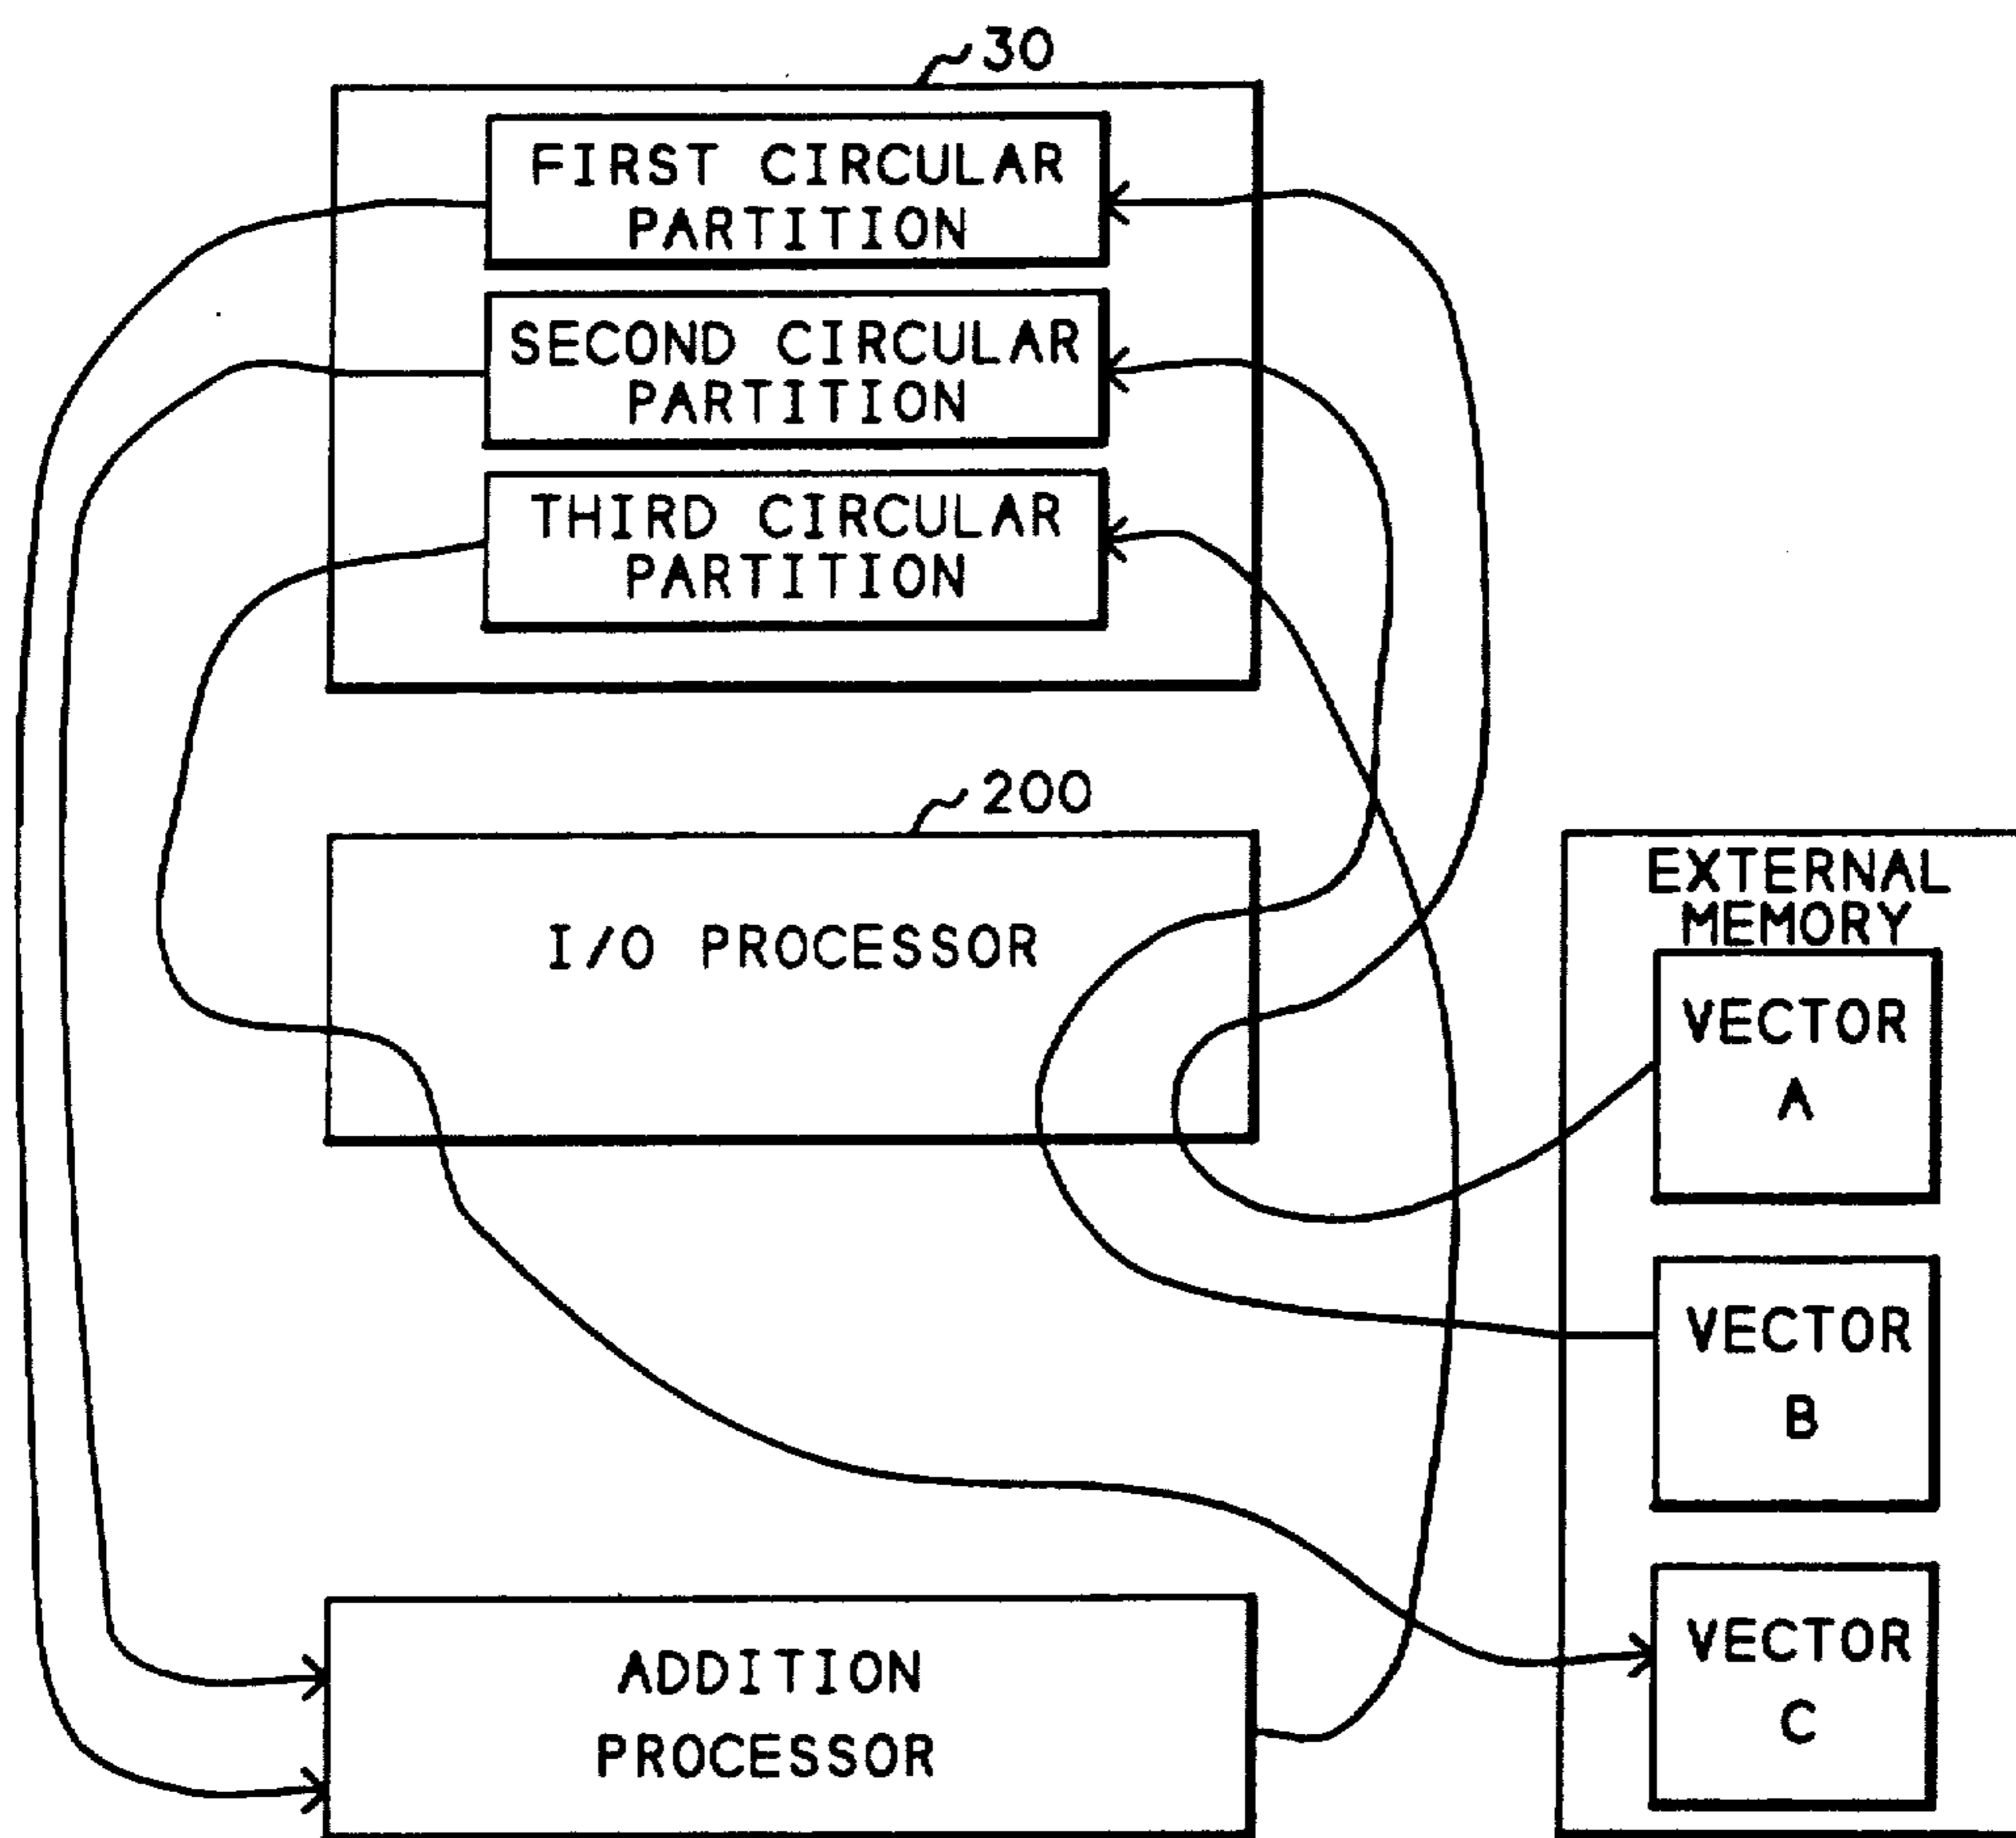 30
FIRST CIRCULAR
PARTITION
SECOND CIRCULAR
PARTITION
THIRD CIRCULAR
PARTITION
200
I/O PROCESSOR
EXTERNAL
MEMORY
VECTOR
A
VECTOR
B
VECTOR
C
ADDITION
PROCESSOR